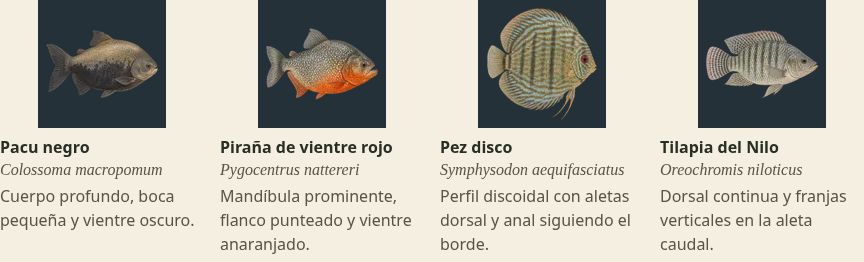 Pacu negro
Colossoma macropomum
Cuerpo profundo, boca
pequeña y vientre oscuro.
Piraña de vientre rojo
Pygocentrus nattereri
Mandíbula prominente,
flanco punteado y vientre
anaranjado.
Pez disco
Symphysodon aequifasciatus
Perfil discoidal con aletas
dorsal y anal siguiendo el
borde.
Tilapia del Nilo
Oreochromis niloticus
Dorsal continua y franjas
verticales en la aleta
caudal.